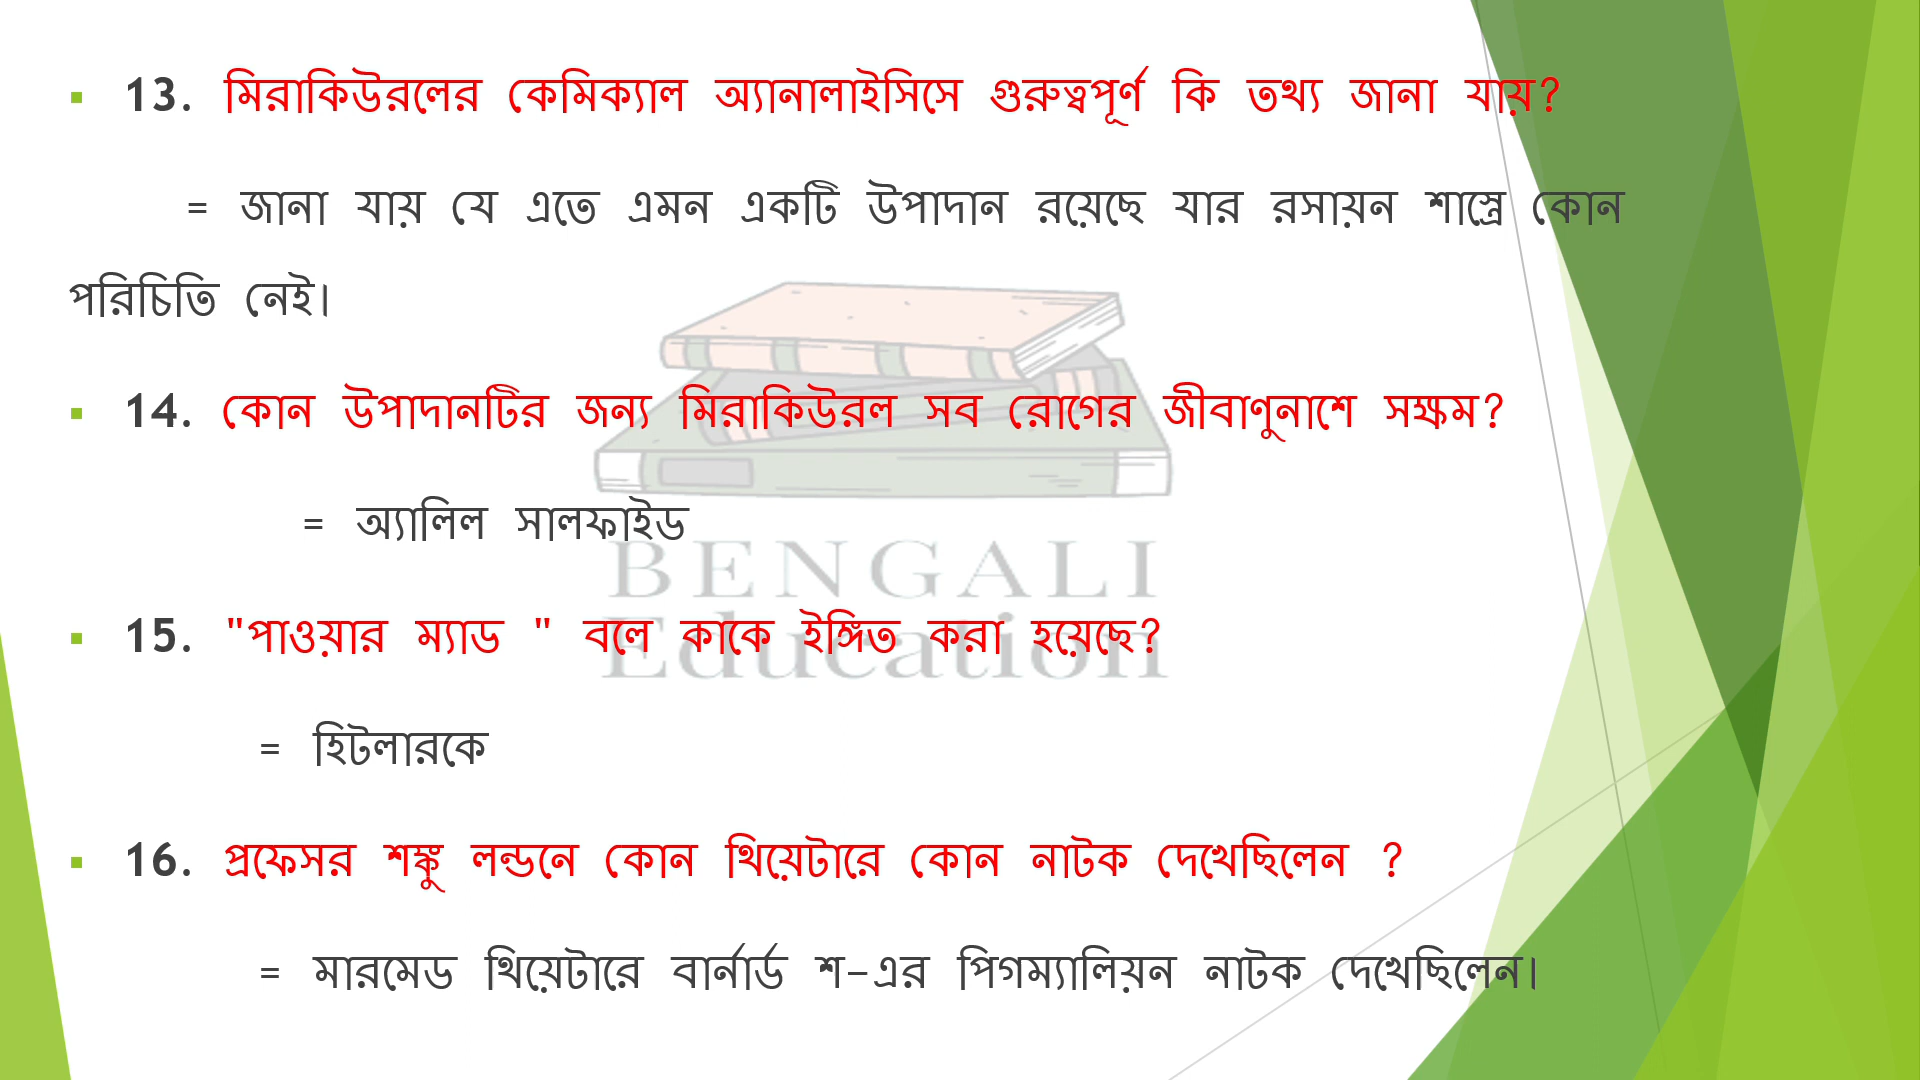 13. মিরাকিউরলের কেমিক্যাল অ্যানালাইসিসে গুরুত্বপূর্ণ কি তথ্য জানা যায়?
= জানা যায় যে এতে এমন একটি উপাদান রয়েছে যার রসায়ন শাস্ত্রে কোন
পরিচিতি নেই।
14. কোন উপাদানটির জন্য মিরাকিউরল সব রোগের জীবাণুনাশে সক্ষম?
= অ্যালিল সালফাইড
BENGALI
15. "পাওয়ার ম্যাড " বলে কাকে ইঙ্গিত করা হয়েছে?
Education
= হিটলারকে
16. প্রফেসর শঙ্কু লন্ডনে কোন থিয়েটারে কোন নাটক দেখেছিলেন ?
= মারমেড থিয়েটারে বার্নার্ড শ-এর পিগম্যালিয়ন নাটক দেখেছিলেন।